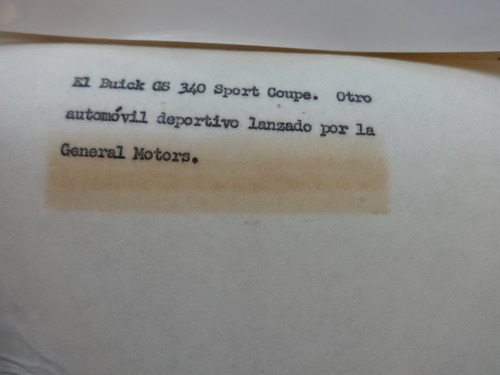 El Buick GS 340 Sport Coupe. Otro
automóvil deportivo lanzado por la
General Motors.